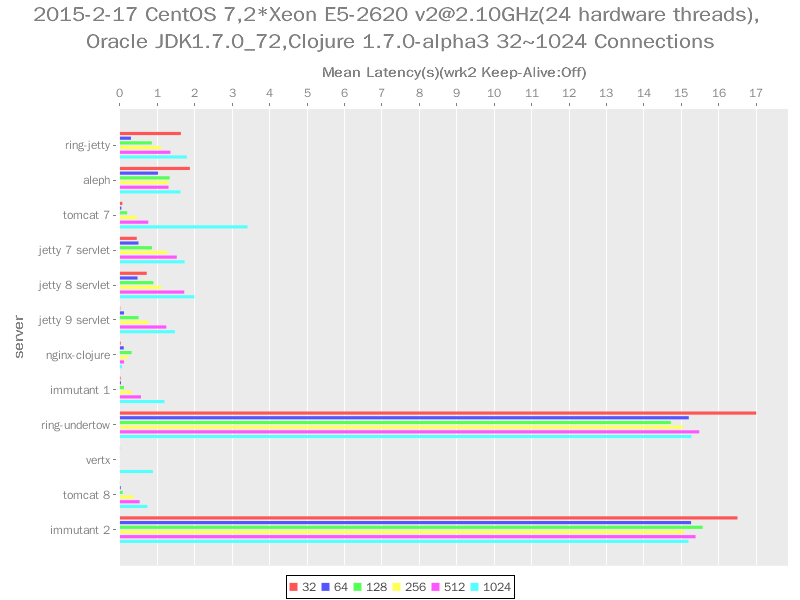 2015-2-17 CentOS 7,2*Xeon E5-2620 v2@2.10GHz(24 hardware threads),
Oracle JDK1.7.0_72,Clojure 1.7.0-alpha3 32~1024 Connections
Mean Latency(s)(wrk2 Keep-Alive:Off)
0 1 2 3 4 5 6 7 8 9 10 11 12 13 14 15 16 17
server
ring-jetty
aleph
tomcat 7
jetty 7 servlet
jetty 8 servlet
jetty 9 servlet
nginx-clojure
immutant 1
ring-undertow
vertx
tomcat 8
immutant 2
32 64 128 256 512 1024